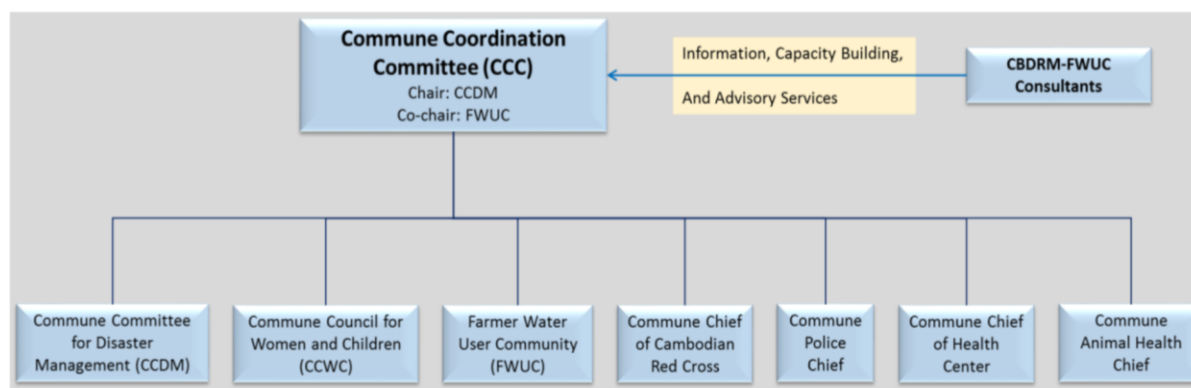 Commune Coordination
Committee (CCC)
Chair: CCDM
Co-chair: FWUC
Information, Capacity Building,
And Advisory Services
CBDRM-FWUC
Consultants
Commune Committee
for Disaster
Management (CCDM)
Commune Council for
Women and Children
(CCWC)
Farmer Water
User Community
(FWUC)
Commune Chief
of Cambodian
Red Cross
Commune
Police
Chief
Commune Chief
of Health
Center
Commune
Animal Health
Chief